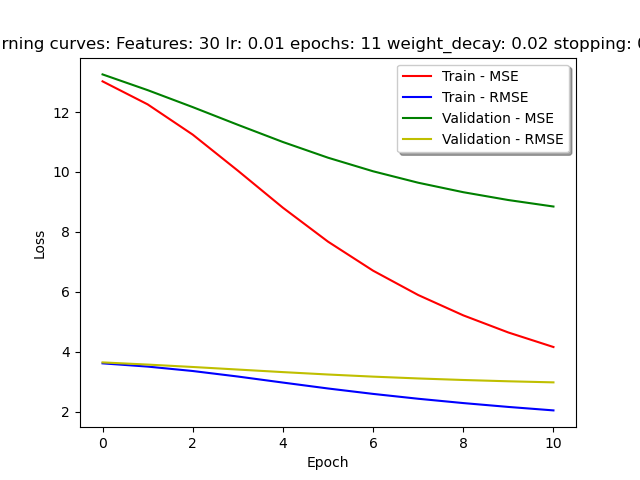 rning curves: Features: 30 lr: 0.01 epochs: 11 weight_decay: 0.02 stopping:
Train - MSE
Train - RMSE
Validation - MSE
Validation - RMSE
Loss
12
10
8
6
4
2
0 2 4 6 8 10
Epoch